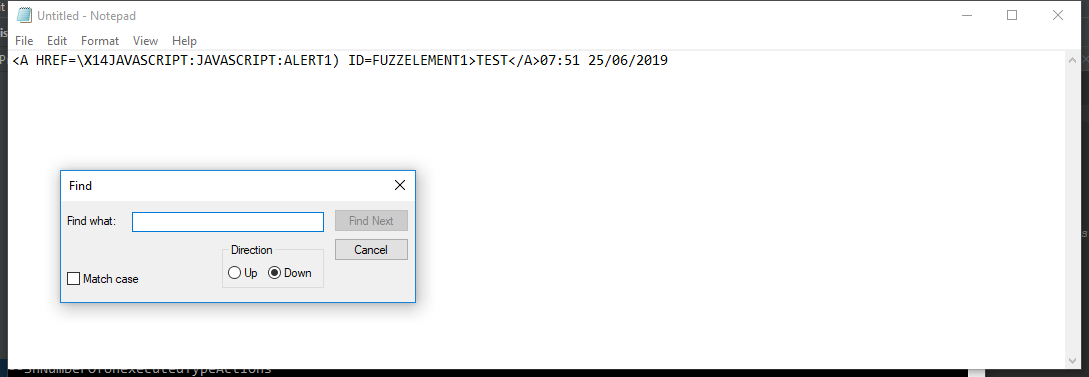 Untitled - Notepad
File Edit Format View Help
<A HREF=\X14JAVASCRIPT:JAVASCRIPT:ALERT1) ID=FUZZELEMENT1>TEST</A>07:51 25/06/2019
Find
Find what:
Find Next
Direction
Cancel
Up Down
Match case